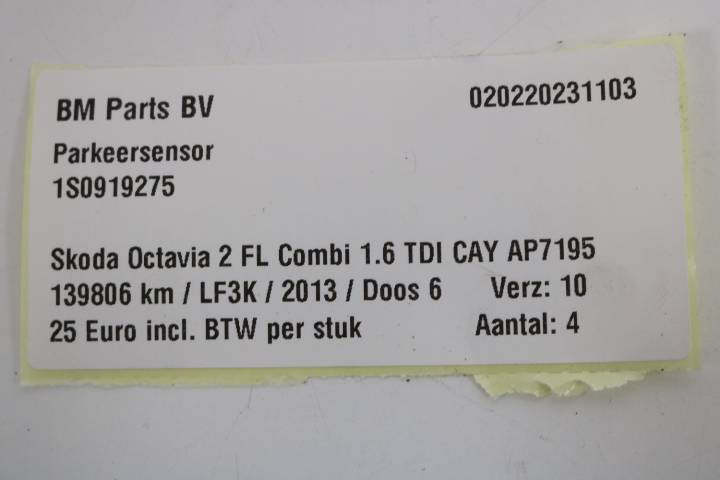 BM Parts BV 020220231103
Parkeersensor
1S0919275
Skoda Octavia 2 FL Combi 1.6 TDI CAY AP7195
139806 km / LF3K / 2013 / Doos 6 Verz: 10
25 Euro incl. BTW per stuk Aantal: 4